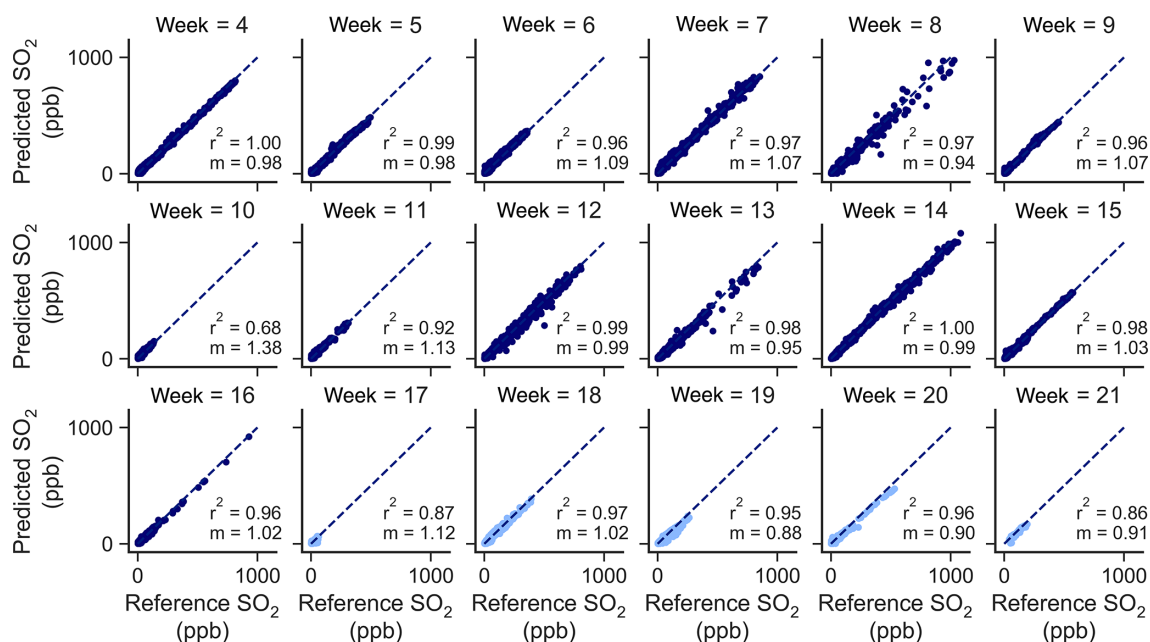 Week = 4 Week = 5 Week = 6 Week = 7 Week = 8 Week = 9
Predicted SO2
(ppb)
1000
0
r2 = 1.00
m = 0.98
r2 = 0.99
m = 0.98
r2 = 0.96
m = 1.09
r2 = 0.97
m = 1.07
r2 = 0.97
m = 0.94
r2 = 0.96
m = 1.07
Week = 10 Week = 11 Week = 12 Week = 13 Week = 14 Week = 15
Predicted SO2
(ppb)
1000
0
r2 = 0.68
m = 1.38
r2 = 0.92
m = 1.13
r2 = 0.99
m = 0.99
r2 = 0.98
m = 0.95
r2 = 1.00
m = 0.99
r2 = 0.98
m = 1.03
Week = 16 Week = 17 Week = 18 Week = 19 Week = 20 Week = 21
Predicted SO2
(ppb)
1000
0
r2 = 0.96
m = 1.02
r2 = 0.87
m = 1.12
r2 = 0.97
m = 1.02
r2 = 0.95
m = 0.88
r2 = 0.96
m = 0.90
r2 = 0.86
m = 0.91
0 1000 0 1000 0 1000 0 1000 0 1000 0 1000
Reference SO2 Reference SO2 Reference SO2 Reference SO2 Reference SO2 Reference SO2
(ppb) (ppb) (ppb) (ppb) (ppb) (ppb)